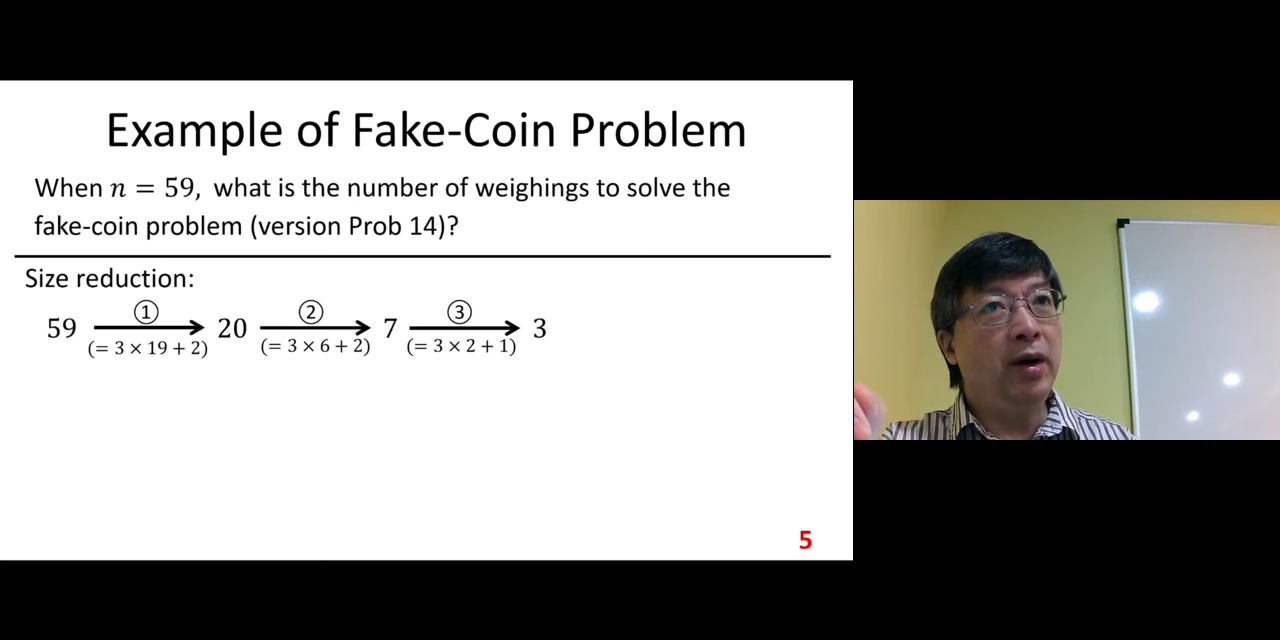 Example of Fake-Coin Problem
When n = 59, what is the number of weighings to solve the
fake-coin problem (version Prob 14)?
Size reduction:
① ② ③
59 20 7 3
(= 3 × 19 + 2) (= 3 × 6 + 2) (= 3 × 2 + 1)
5